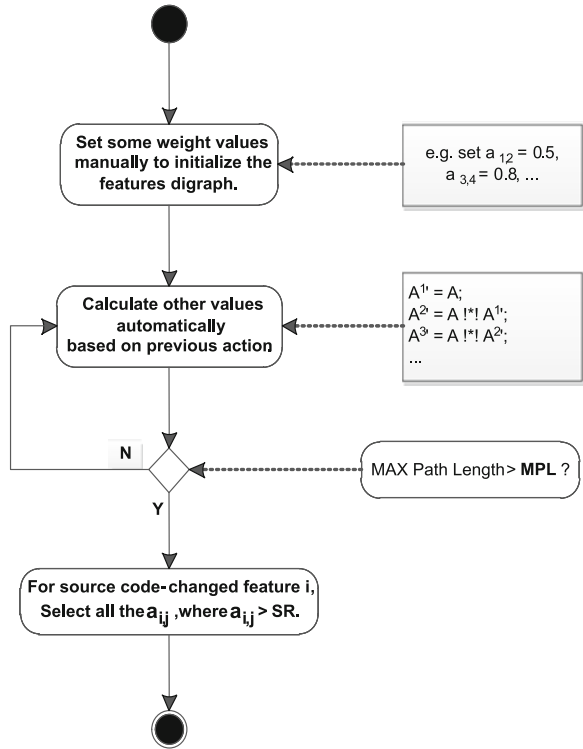 Set some weight values
manually to initialize the
features digraph.
e.g. set a 1,2 = 0.5,
a 3,4 = 0.8, ...
Calculate other values
automatically
based on previous action.
A1' = A;
A2' = A !*! A1';
A3' = A !*! A2';
...
N
MAX Path Length> MPL ?
Y
For source code-changed feature i,
Select all the ai,j ,where ai,j > SR.